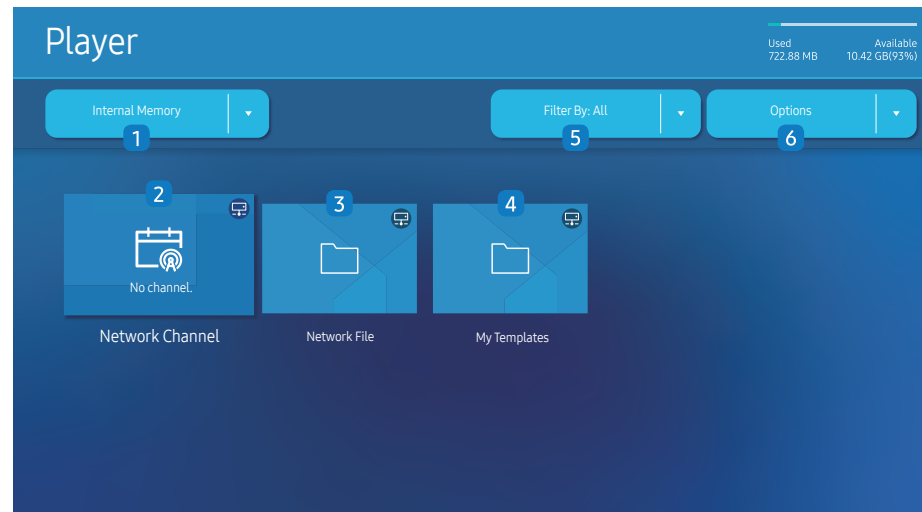 Player
Used Available
722.88 MB 10.42 GB(93%)
Internal Memory
Filter By: All
Options
1
5
6
2
3
4
No channel.
Network Channel
Network File
My Templates